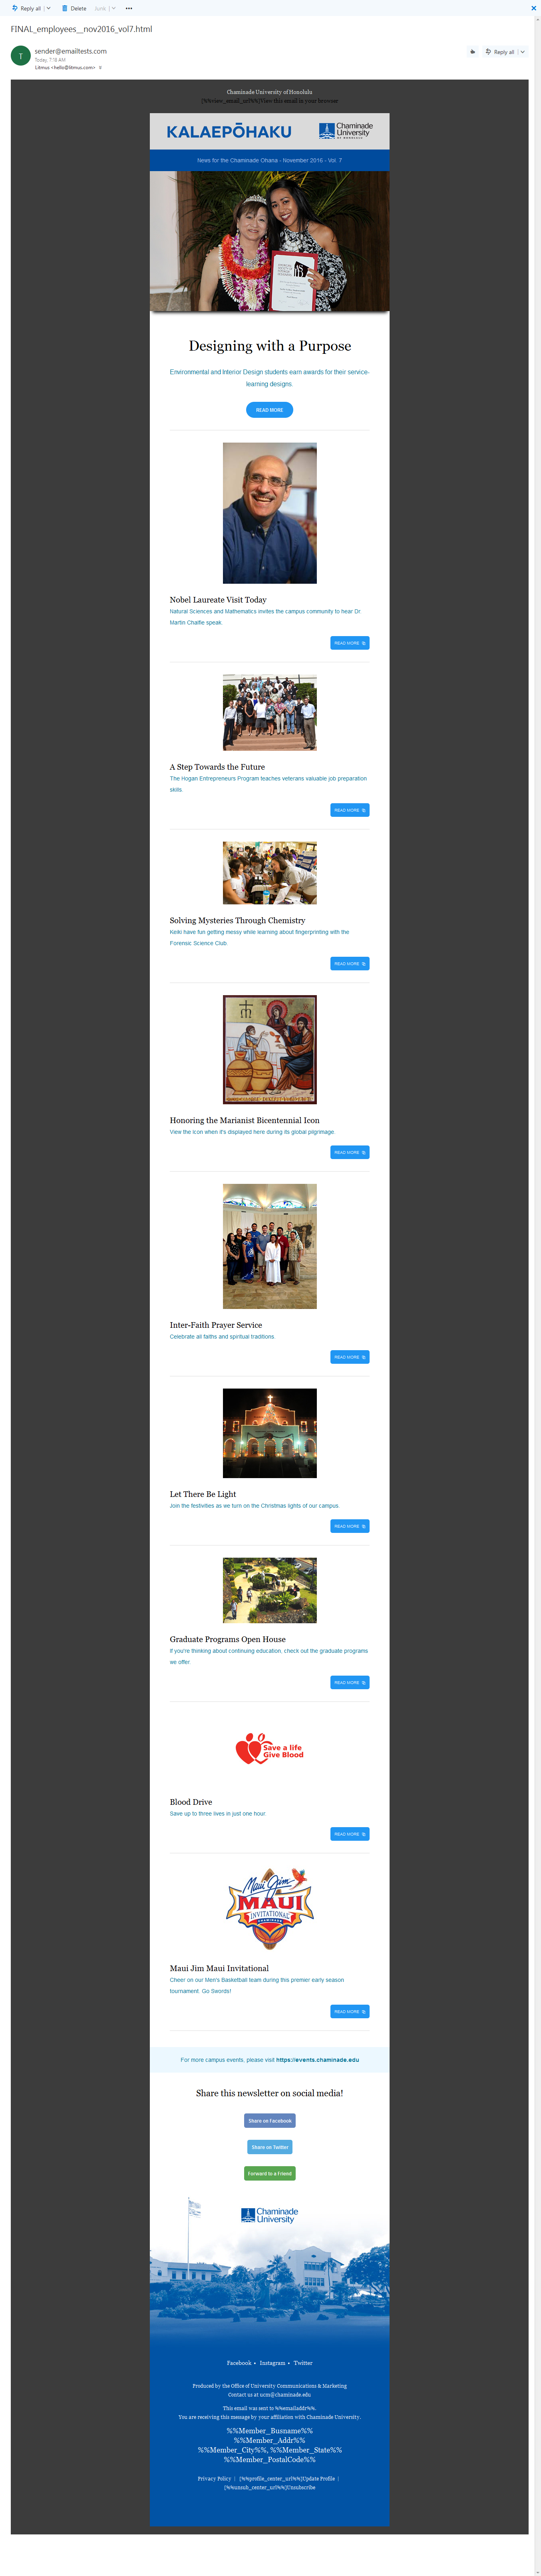 Reply all
Delete
Junk
FINAL_employees__nov2016_vol7.html
T
sender@emailtests.com
Today, 7:18 AM
Litmus <hello@litmus.com>
Reply all
Chaminade University of Honolulu
[%%view_email_url%%]View this email in your browser
KALAEPŌHAKU
Chaminade
University
OF HONOLULU
News for the Chaminade Ohana - November 2016 - Vol. 7
Designing with a Purpose
Environmental and Interior Design students earn awards for their service-
learning designs.
READ MORE
Nobel Laureate Visit Today
Natural Sciences and Mathematics invites the campus community to hear Dr.
Martin Chalfie speak.
READ MORE
A Step Towards the Future
The Hogan Entrepreneurs Program teaches veterans valuable job preparation
skills.
READ MORE
Solving Mysteries Through Chemistry
Keiki have fun getting messy while learning about fingerprinting with the
Forensic Science Club.
READ MORE
Honoring the Marianist Bicentennial Icon
View the icon when it's displayed here during its global pilgrimage.
READ MORE
Inter-Faith Prayer Service
Celebrate all faiths and spiritual traditions.
READ MORE
Let There Be Light
Join the festivities as we turn on the Christmas lights of our campus.
READ MORE
Graduate Programs Open House
If you're thinking about continuing education, check out the graduate programs
we offer.
READ MORE
Save a life
Give Blood
Blood Drive
Save up to three lives in just one hour.
READ MORE
Maui Jim
MAUI
INVITATIONAL
Maui Jim Maui Invitational
Cheer on our Men's Basketball team during this premier early season
tournament. Go Swords!
READ MORE
For more campus events, please visit https://events.chaminade.edu
Share this newsletter on social media!
Share on Facebook
Share on Twitter
Forward to a Friend
Chaminade
University
Facebook • Instagram • Twitter
Produced by the Office of University Communications & Marketing
Contact us at ucm@chaminade.edu
This email was sent to %%emailaddr%%.
You are receiving this message by your affiliation with Chaminade University.
%%Member_Busname%%
%%Member_Addr%%
%%Member_City%%, %%Member_State%%
%%Member_PostalCode%%
Privacy Policy | [%%profile_center_url%%]Update Profile |
[%%unsub_center_url%%]Unsubscribe